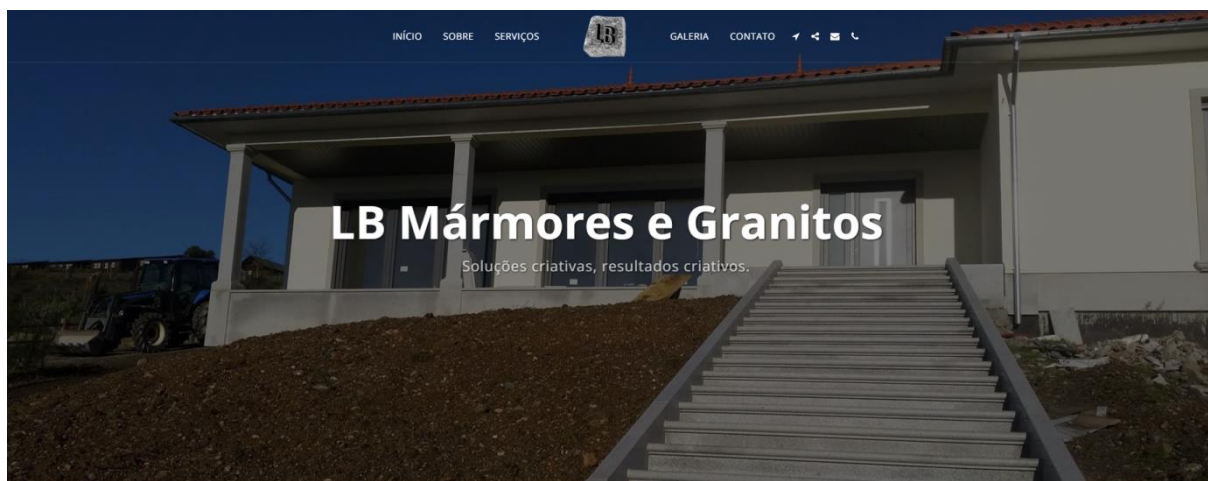 INÍCIO SOBRE SERVIÇOS LB GALERIA CONTATO
LB Mármores e Granitos
Soluções criativas, resultados criativos.